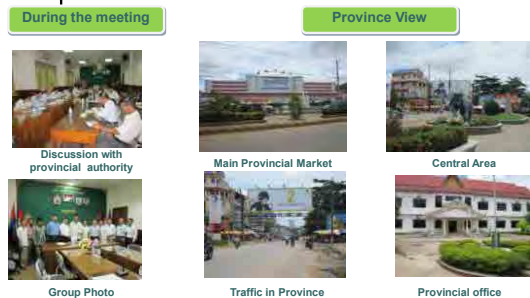 During the meeting
Province View
Discussion with
provincial authority
Main Provincial Market
Central Area
Group Photo
Traffic in Province
Provincial office